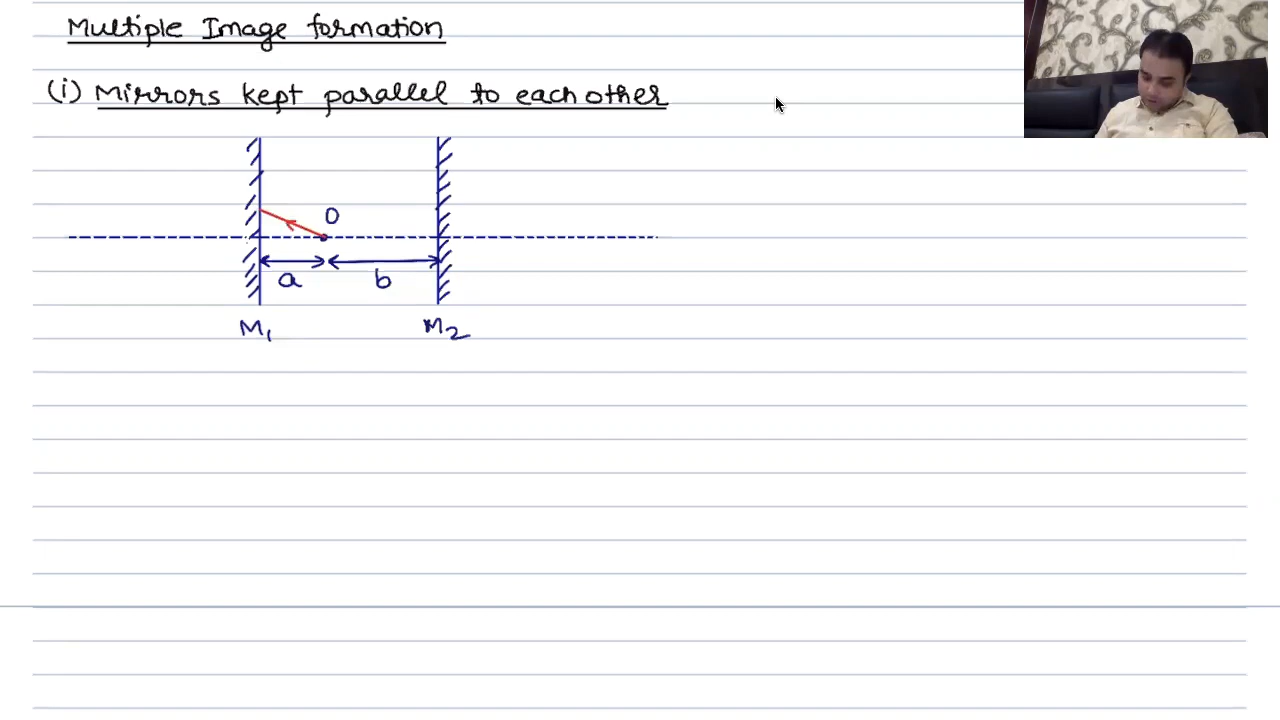 Multiple Image formation
(i) Mirrors kept parallel to each other
O
a b
M1 M2